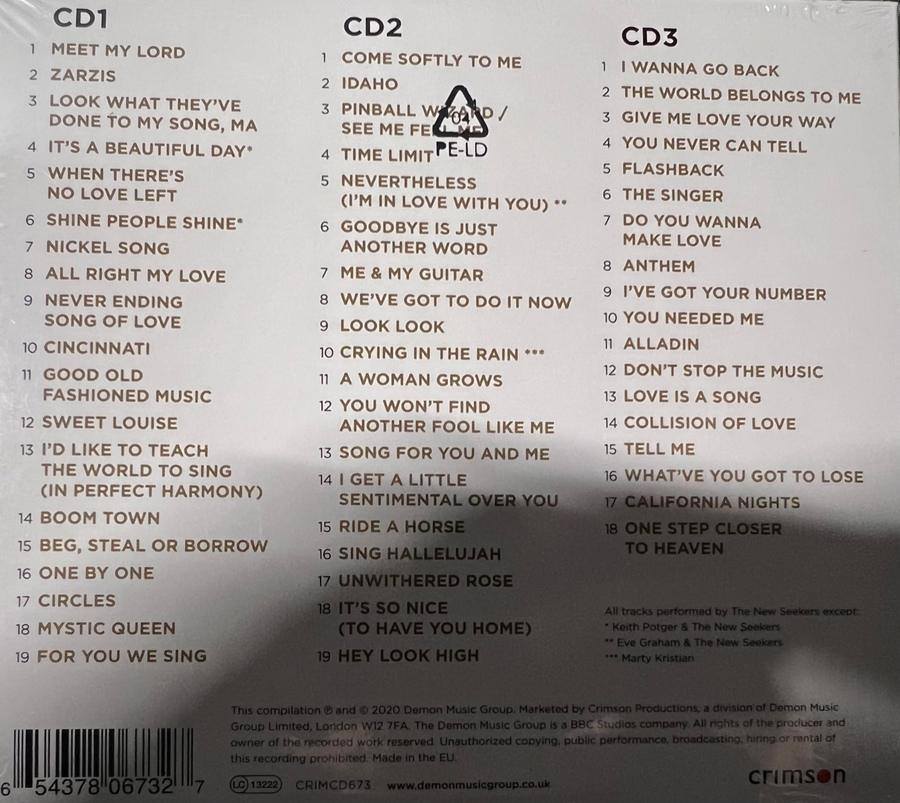 CD1
1 MEET MY LORD
2 ZARZIS
3 LOOK WHAT THEY'VE
DONE TO MY SONG, MA
4 IT'S A BEAUTIFUL DAY*
5 WHEN THERE'S
NO LOVE LEFT
6 SHINE PEOPLE SHINE*
7 NICKEL SONG
8 ALL RIGHT MY LOVE
9 NEVER ENDING
SONG OF LOVE
10 CINCINNATI
11 GOOD OLD
FASHIONED MUSIC
12 SWEET LOUISE
13 I'D LIKE TO TEACH
THE WORLD TO SING
(IN PERFECT HARMONY)
14 BOOM TOWN
15 BEG, STEAL OR BORROW
16 ONE BY ONE
17 CIRCLES
18 MYSTIC QUEEN
19 FOR YOU WE SING
CD2
1 COME SOFTLY TO ME
2 IDAHO
3 PINBALL WIZARD /
SEE ME FEEL ME
04
PE-LD
4 TIME LIMIT
5 NEVERTHELESS
(I'M IN LOVE WITH YOU) **
6 GOODBYE IS JUST
ANOTHER WORD
7 ME & MY GUITAR
8 WE'VE GOT TO DO IT NOW
9 LOOK LOOK
10 CRYING IN THE RAIN ***
11 A WOMAN GROWS
12 YOU WON'T FIND
ANOTHER FOOL LIKE ME
13 SONG FOR YOU AND ME
14 I GET A LITTLE
SENTIMENTAL OVER YOU
15 RIDE A HORSE
16 SING HALLELUJAH
17 UNWITHERED ROSE
18 IT'S SO NICE
(TO HAVE YOU HOME)
19 HEY LOOK HIGH
CD3
1 I WANNA GO BACK
2 THE WORLD BELONGS TO ME
3 GIVE ME LOVE YOUR WAY
4 YOU NEVER CAN TELL
5 FLASHBACK
6 THE SINGER
7 DO YOU WANNA
MAKE LOVE
8 ANTHEM
9 I'VE GOT YOUR NUMBER
10 YOU NEEDED ME
11 ALLADIN
12 DON'T STOP THE MUSIC
13 LOVE IS A SONG
14 COLLISION OF LOVE
15 TELL ME
16 WHAT'VE YOU GOT TO LOSE
17 CALIFORNIA NIGHTS
18 ONE STEP CLOSER
TO HEAVEN
All tracks performed by The New Seekers except:
* Keith Potger & The New Seekers
** Eve Graham & The New Seekers
*** Marty Kristian
This compilation ℗ and © 2020 Demon Music Group. Marketed by Crimson Productions, a division of Demon Music
Group Limited, London W12 7FA. The Demon Music Group is a BBC Studios company. All rights of the producer and
owner of the recorded work reserved. Unauthorized copying, public performance, broadcasting, hiring or rental of
this recording prohibited. Made in the EU.
6 54378 06732 7
LC 13222 CRIMCD673 www.demonmusicgroup.co.uk
crimson